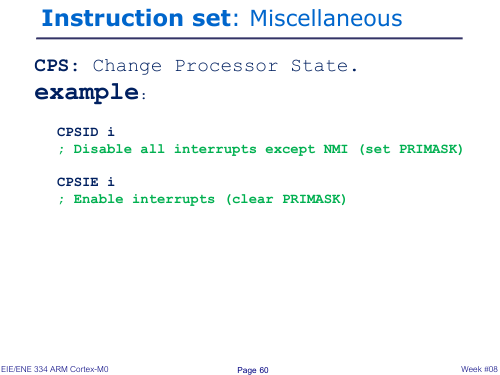 Instruction set: Miscellaneous
CPS: Change Processor State.
example:
CPSID i
; Disable all interrupts except NMI (set PRIMASK)
CPSIE i
; Enable interrupts (clear PRIMASK)
EIE/ENE 334 ARM Cortex-M0
Page 60
Week #08